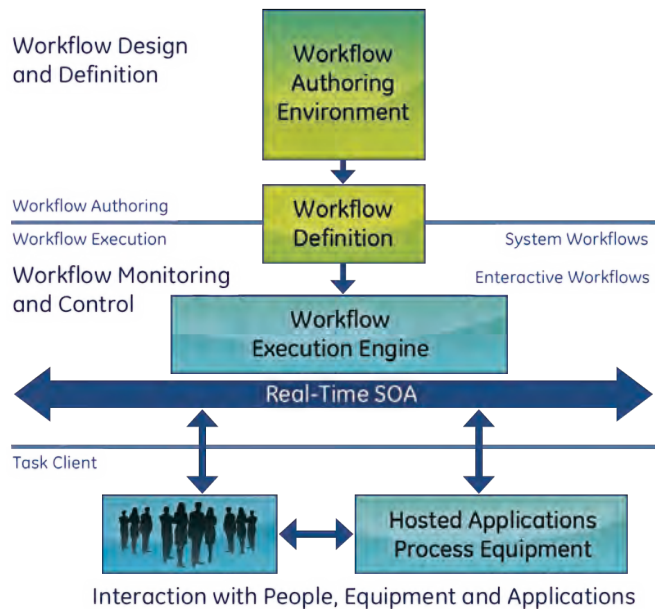 Workflow Design
and Definition
Workflow
Authoring
Environment
Workflow Authoring
Workflow
Definition
Workflow Execution
System Workflows
Workflow Monitoring
and Control
Enteractive Workflows
Workflow
Execution Engine
Real-Time SOA
Task Client
Hosted Applications
Process Equipment
Interaction with People, Equipment and Applications